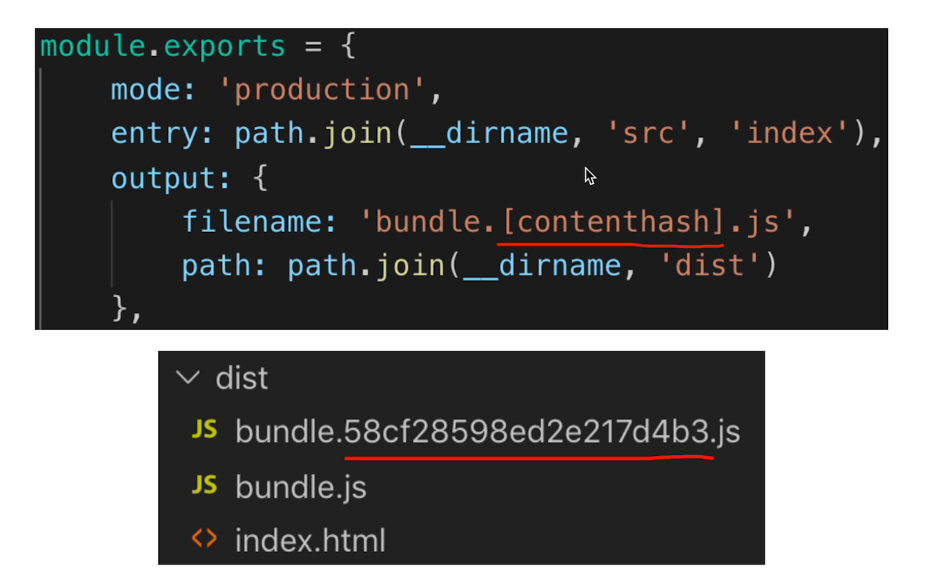 module.exports = {
mode: 'production',
entry: path.join(__dirname, 'src', 'index'),
output: {
filename: 'bundle.[contenthash].js',
path: path.join(__dirname, 'dist')
},
dist
JS bundle.58cf28598ed2e217d4b3.js
JS bundle.js
<> index.html